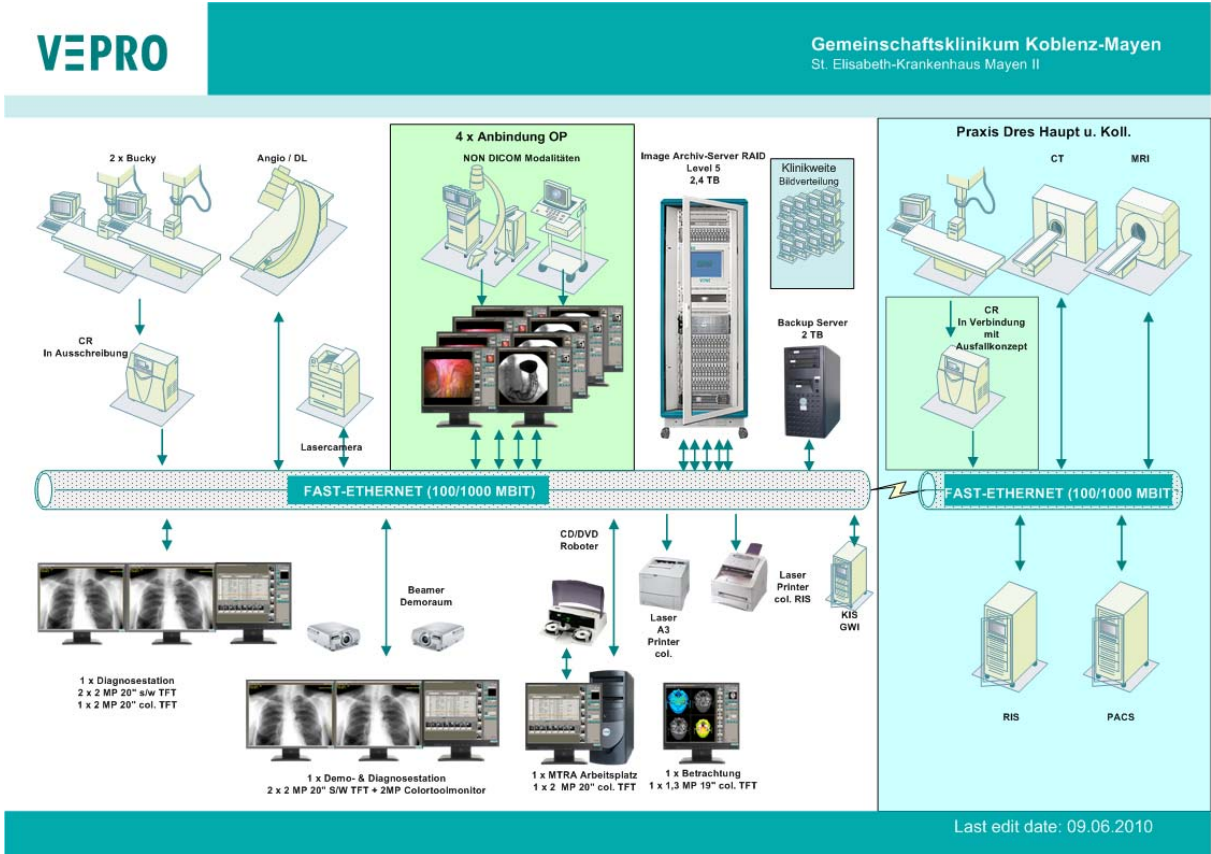 VEPRO
Gemeinschaftsklinikum Koblenz-Mayen
St. Elisabeth-Krankenhaus Mayen II
2 x Bucky
Angio / DL
4 x Anbindung OP
NON DICOM Modalitäten
Image Archiv-Server RAID
Level 5
2,4 TB
Klinikweite
Bildverteilung
Praxis Dres Haupt u. Koll.
CT
MRI
CR
In Ausschreibung
Lasercamera
Backup Server
2 TB
CR
In Verbindung
mit
Ausfallkonzept
FAST-ETHERNET (100/1000 MBIT)
FAST-ETHERNET (100/1000 MBIT)
CD/DVD
Roboter
Beamer
Demoraum
Laser
A3
Printer
col.
Laser
Printer
col. RIS
KIS
GWI
1 x Diagnosestation
2 x 2 MP 20" s/w TFT
1 x 2 MP 20" col. TFT
RIS
PACS
1 x Demo- & Diagnosestation
2 x 2 MP 20" S/W TFT + 2MP Colortoolmonitor
1 x MTRA Arbeitsplatz
1 x 2 MP 20" col. TFT
1 x Betrachtung
1 x 1,3 MP 19" col. TFT
Last edit date: 09.06.2010